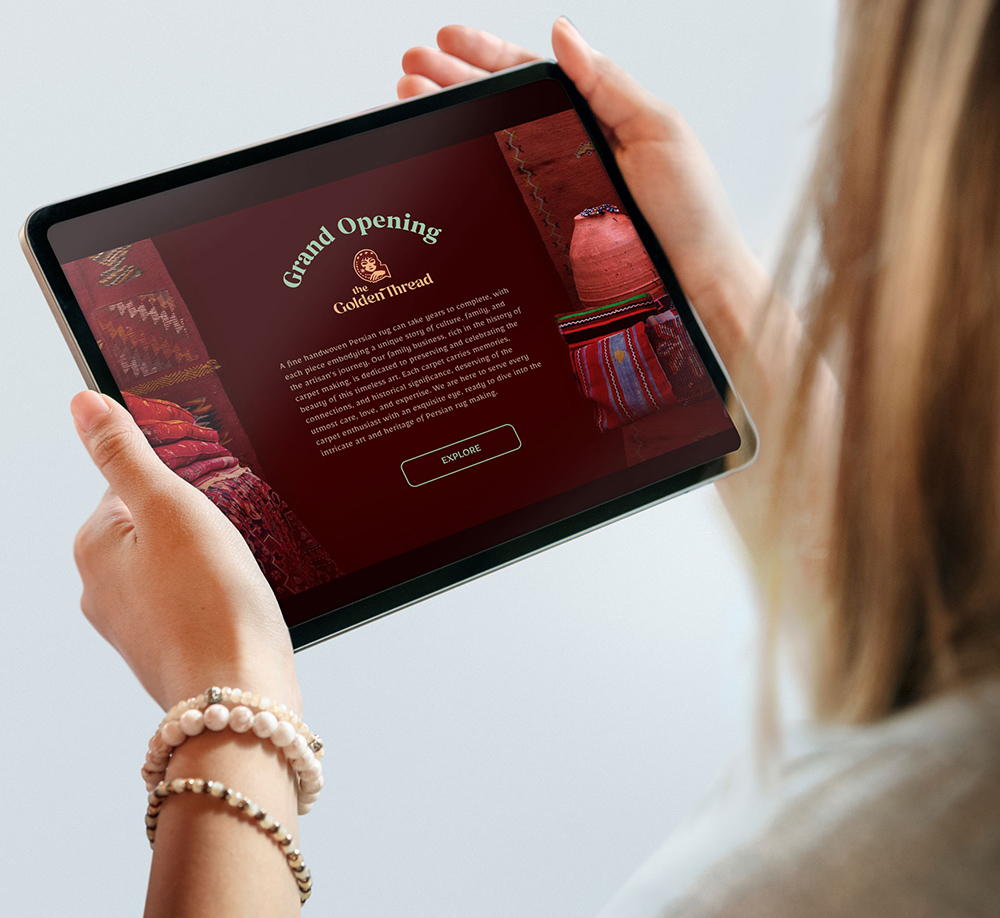 Grand Opening
the
Golden Thread
A fine handwoven Persian rug can take years to complete, with
each piece embodying a unique story of culture, family, and
the artisan's journey. Our family business, rich in the history of
carpet making, is dedicated to preserving and celebrating the
beauty of this timeless art. Each carpet carries memories,
connections, and historical significance, deserving of the
utmost care, love, and expertise. We are here to serve every
carpet enthusiast with an exquisite eye, ready to dive into the
intricate art and heritage of Persian rug making.
EXPLORE